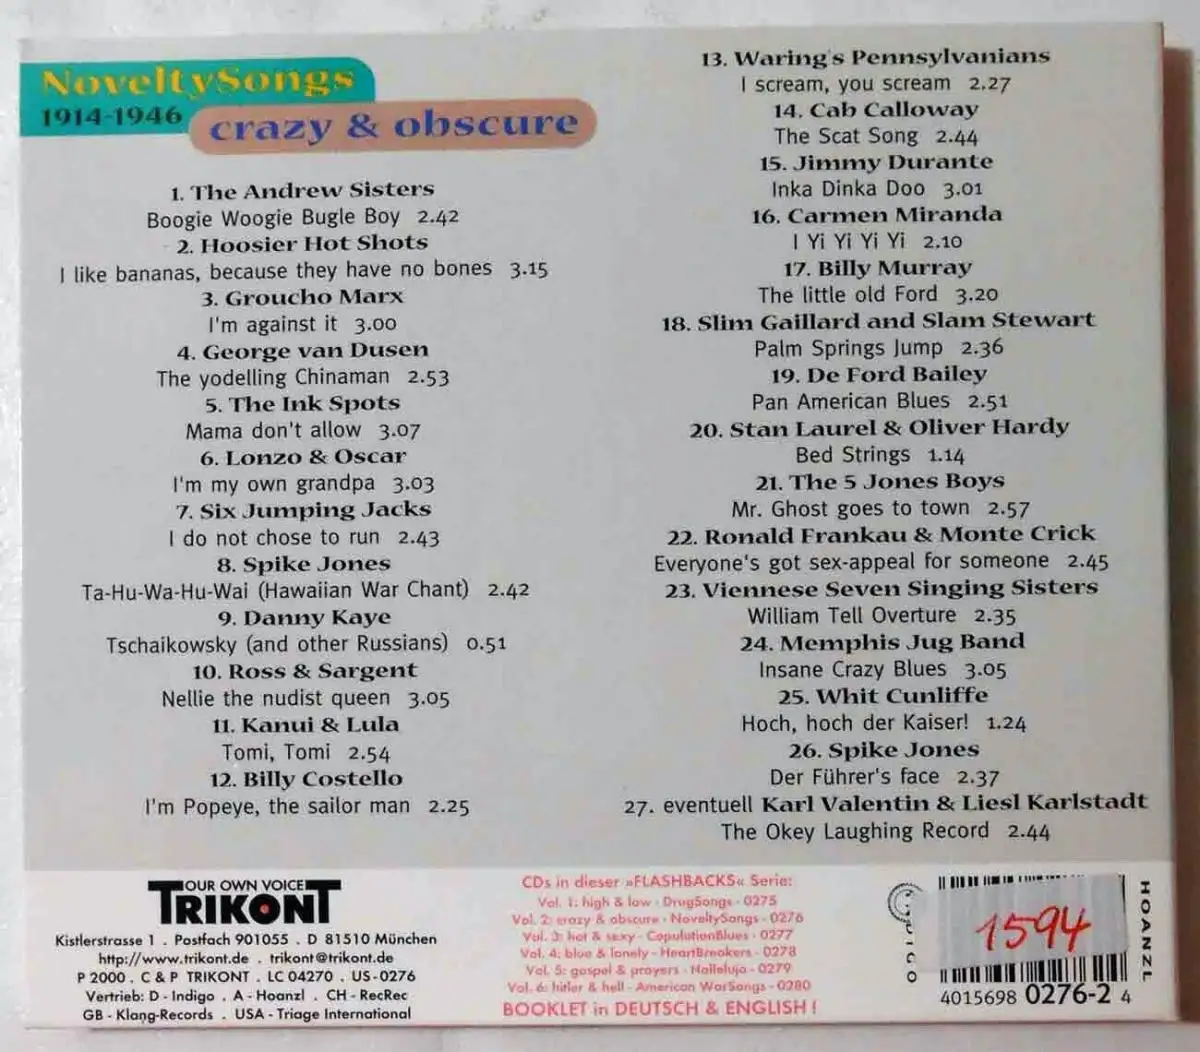 NoveltySongs
1914-1946
crazy & obscure
1. The Andrew Sisters
Boogie Woogie Bugle Boy 2.42
2. Hoosier Hot Shots
I like bananas, because they have no bones 3.15
3. Groucho Marx
I'm against it 3.00
4. George van Dusen
The yodelling Chinaman 2.53
5. The Ink Spots
Mama don't allow 3.07
6. Lonzo & Oscar
I'm my own grandpa 3.03
7. Six Jumping Jacks
I do not chose to run 2.43
8. Spike Jones
Ta-Hu-Wa-Hu-Wai (Hawaiian War Chant) 2.42
9. Danny Kaye
Tschaikowsky (and other Russians) 0.51
10. Ross & Sargent
Nellie the nudist queen 3.05
11. Kanui & Lula
Tomi, Tomi 2.54
12. Billy Costello
I'm Popeye, the sailor man 2.25
13. Waring's Pennsylvanians
I scream, you scream 2.27
14. Cab Calloway
The Scat Song 2.44
15. Jimmy Durante
Inka Dinka Doo 3.01
16. Carmen Miranda
I Yi Yi Yi Yi 2.10
17. Billy Murray
The little old Ford 3.20
18. Slim Gaillard and Slam Stewart
Palm Springs Jump 2.36
19. De Ford Bailey
Pan American Blues 2.51
20. Stan Laurel & Oliver Hardy
Bed Strings 1.14
21. The 5 Jones Boys
Mr. Ghost goes to town 2.57
22. Ronald Frankau & Monte Crick
Everyone's got sex-appeal for someone 2.45
23. Viennese Seven Singing Sisters
William Tell Overture 2.35
24. Memphis Jug Band
Insane Crazy Blues 3.05
25. Whit Cunliffe
Hoch, hoch der Kaiser! 1.24
26. Spike Jones
Der Führer's face 2.37
27. eventuell Karl Valentin & Liesl Karlstadt
The Okey Laughing Record 2.44
OUR OWN VOICE
TRIKONT
Kistlerstrasse 1 . Postfach 901055 . D 81510 München
http://www.trikont.de . trikont@trikont.de
P 2000 . C & P TRIKONT . LC 04270 . US-0276
Vertrieb: D - Indigo . A - Hoanzl . CH - RecRec
GB - Klang-Records . USA - Triage International
CDs in dieser »FLASHBACKS« Serie:
Vol. 1: high & low · DrugSongs · 0275
Vol. 2: crazy & obscure · NoveltySongs · 0276
Vol. 3: hot & sexy · CopulationBlues · 0277
Vol. 4: blue & lonely · HeartBreakers · 0278
Vol. 5: gospel & prayers · Halleluja · 0279
Vol. 6: hitler & hell · American WarSongs · 0280
BOOKLET in DEUTSCH & ENGLISH !
1594
4015698 0276-2 4
HOANZL